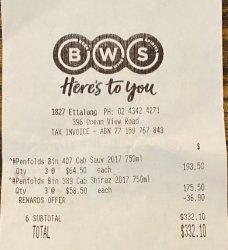 BWS
Here's to you
1827 Ettalong PH: 02 4342 4271
396 Ocean View Road
TAX INVOICE - ABN 77 159 767 843
$
^#Penfolds Bin 407 Cab Sauv 2017 750ml
Qty 3 @ $64.50 each 193.50
^#Penfolds Bin 389 Cab Shiraz 2017 750ml
Qty 3 @ $58.50 each 175.50
REWARDS OFFER -36.90
6 SUBTOTAL $332.10
TOTAL $332.10